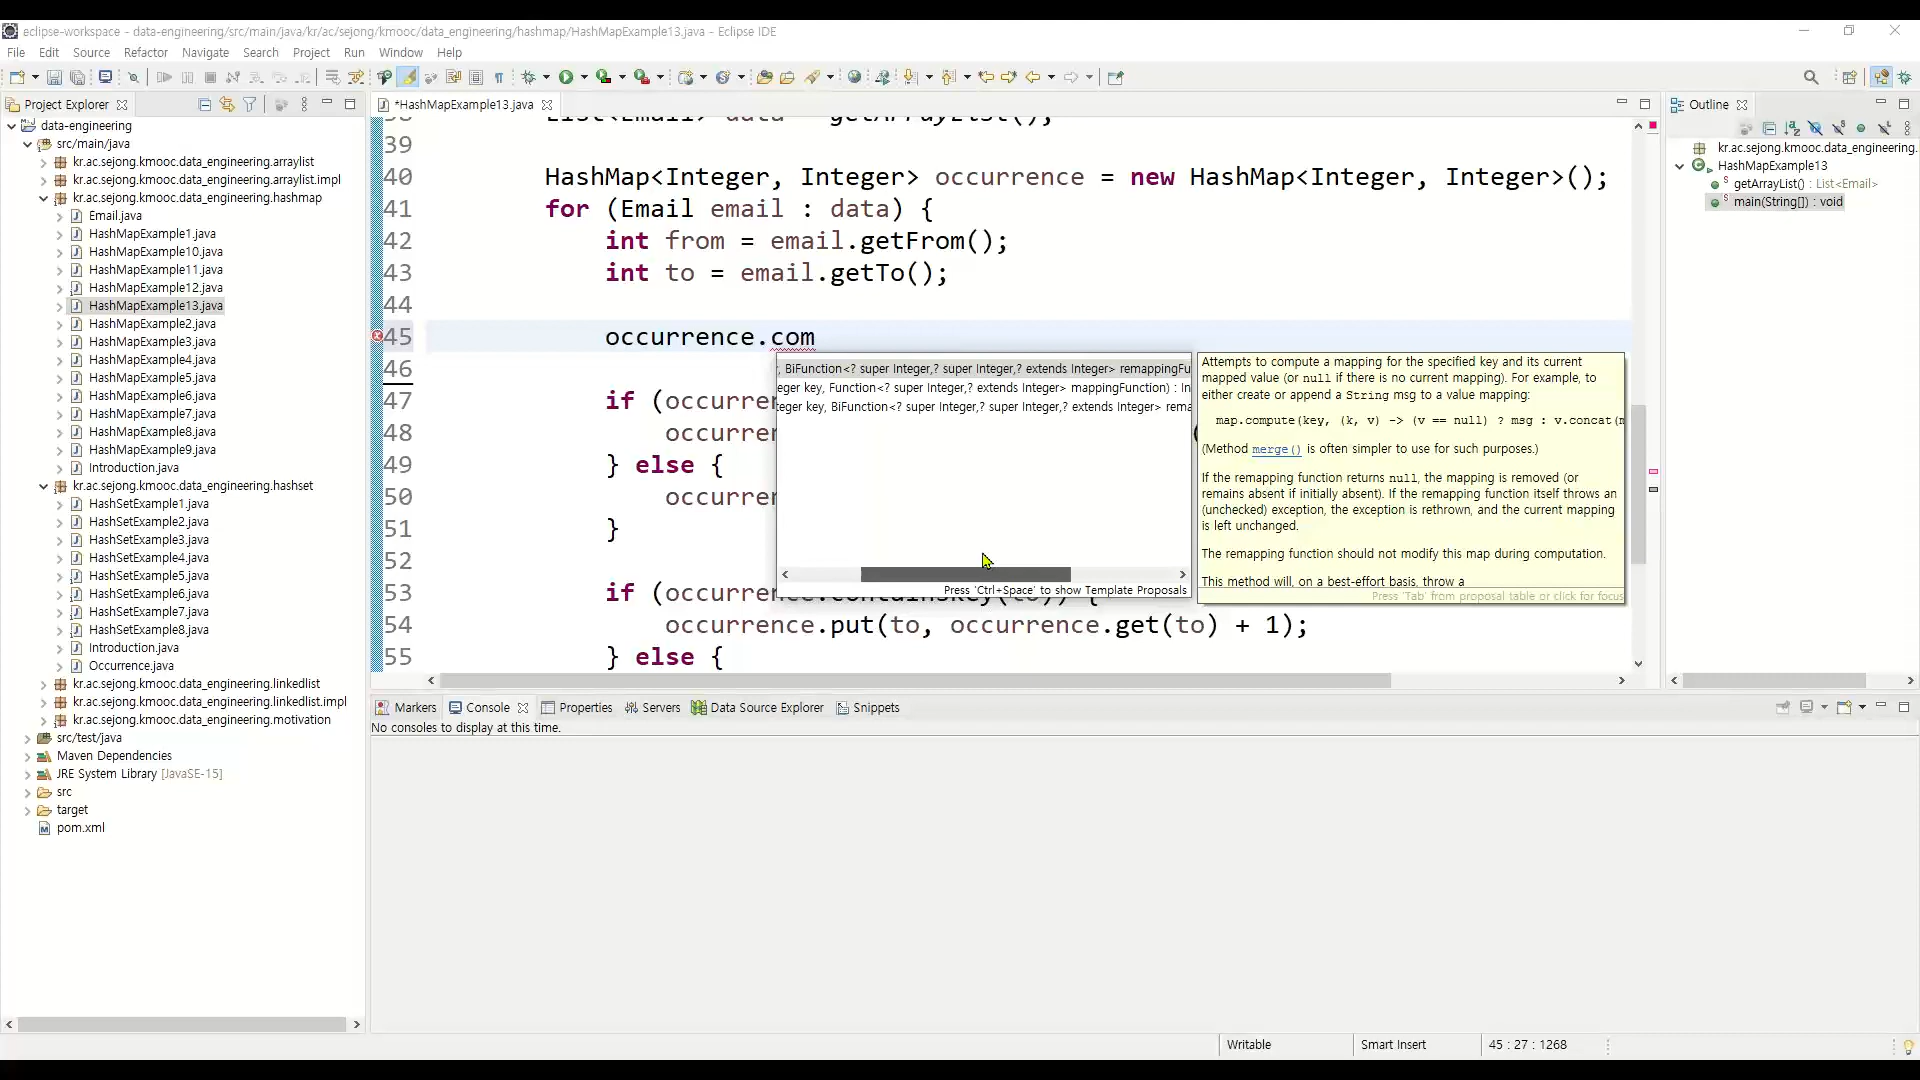 eclipse-workspace - data-engineering/src/main/java/kr/ac/sejong/kmooc/data_engineering/hashmap/HashMapExample13.java - Eclipse IDE
File Edit Source Refactor Navigate Search Project Run Window Help
Project Explorer
data-engineering
src/main/java
kr.ac.sejong.kmooc.data_engineering.arraylist
kr.ac.sejong.kmooc.data_engineering.arraylist.impl
kr.ac.sejong.kmooc.data_engineering.hashmap
Email.java
HashMapExample1.java
HashMapExample10.java
HashMapExample11.java
HashMapExample12.java
HashMapExample13.java
HashMapExample2.java
HashMapExample3.java
HashMapExample4.java
HashMapExample5.java
HashMapExample6.java
HashMapExample7.java
HashMapExample8.java
HashMapExample9.java
Introduction.java
kr.ac.sejong.kmooc.data_engineering.hashset
HashSetExample1.java
HashSetExample2.java
HashSetExample3.java
HashSetExample4.java
HashSetExample5.java
HashSetExample6.java
HashSetExample7.java
HashSetExample8.java
Introduction.java
Occurrence.java
kr.ac.sejong.kmooc.data_engineering.linkedlist
kr.ac.sejong.kmooc.data_engineering.linkedlist.impl
kr.ac.sejong.kmooc.data_engineering.motivation
src/test/java
Maven Dependencies
JRE System Library [JavaSE-15]
src
target
pom.xml
*HashMapExample13.java
39
40 HashMap<Integer, Integer> occurrence = new HashMap<Integer, Integer>();
41 for (Email email : data) {
42 int from = email.getFrom();
43 int to = email.getTo();
44
45 occurrence.com
46
47 if (occurren
48 occurren
49 } else {
50 occurren
51 }
52
53 if (occurrence.containsKey(to)) {
54 occurrence.put(to, occurrence.get(to) + 1);
55 } else {
, BiFunction<? super Integer,? super Integer,? extends Integer> remappingFu
eger key, Function<? super Integer,? extends Integer> mappingFunction) : In
teger key, BiFunction<? super Integer,? super Integer,? extends Integer> rema
Press 'Ctrl+Space' to show Template Proposals
Attempts to compute a mapping for the specified key and its current
mapped value (or null if there is no current mapping). For example, to
either create or append a String msg to a value mapping:
map.compute(key, (k, v) -> (v == null) ? msg : v.concat(m
(Method merge() is often simpler to use for such purposes.)
If the remapping function returns null, the mapping is removed (or
remains absent if initially absent). If the remapping function itself throws an
(unchecked) exception, the exception is rethrown, and the current mapping
is left unchanged.
The remapping function should not modify this map during computation.
This method will, on a best-effort basis, throw a
Press 'Tab' from proposal table or click for focus
Outline
kr.ac.sejong.kmooc.data_engineering.
HashMapExample13
getArrayList() : List<Email>
main(String[]) : void
Markers Console Properties Servers Data Source Explorer Snippets
No consoles to display at this time.
Writable Smart Insert 45 : 27 : 1268